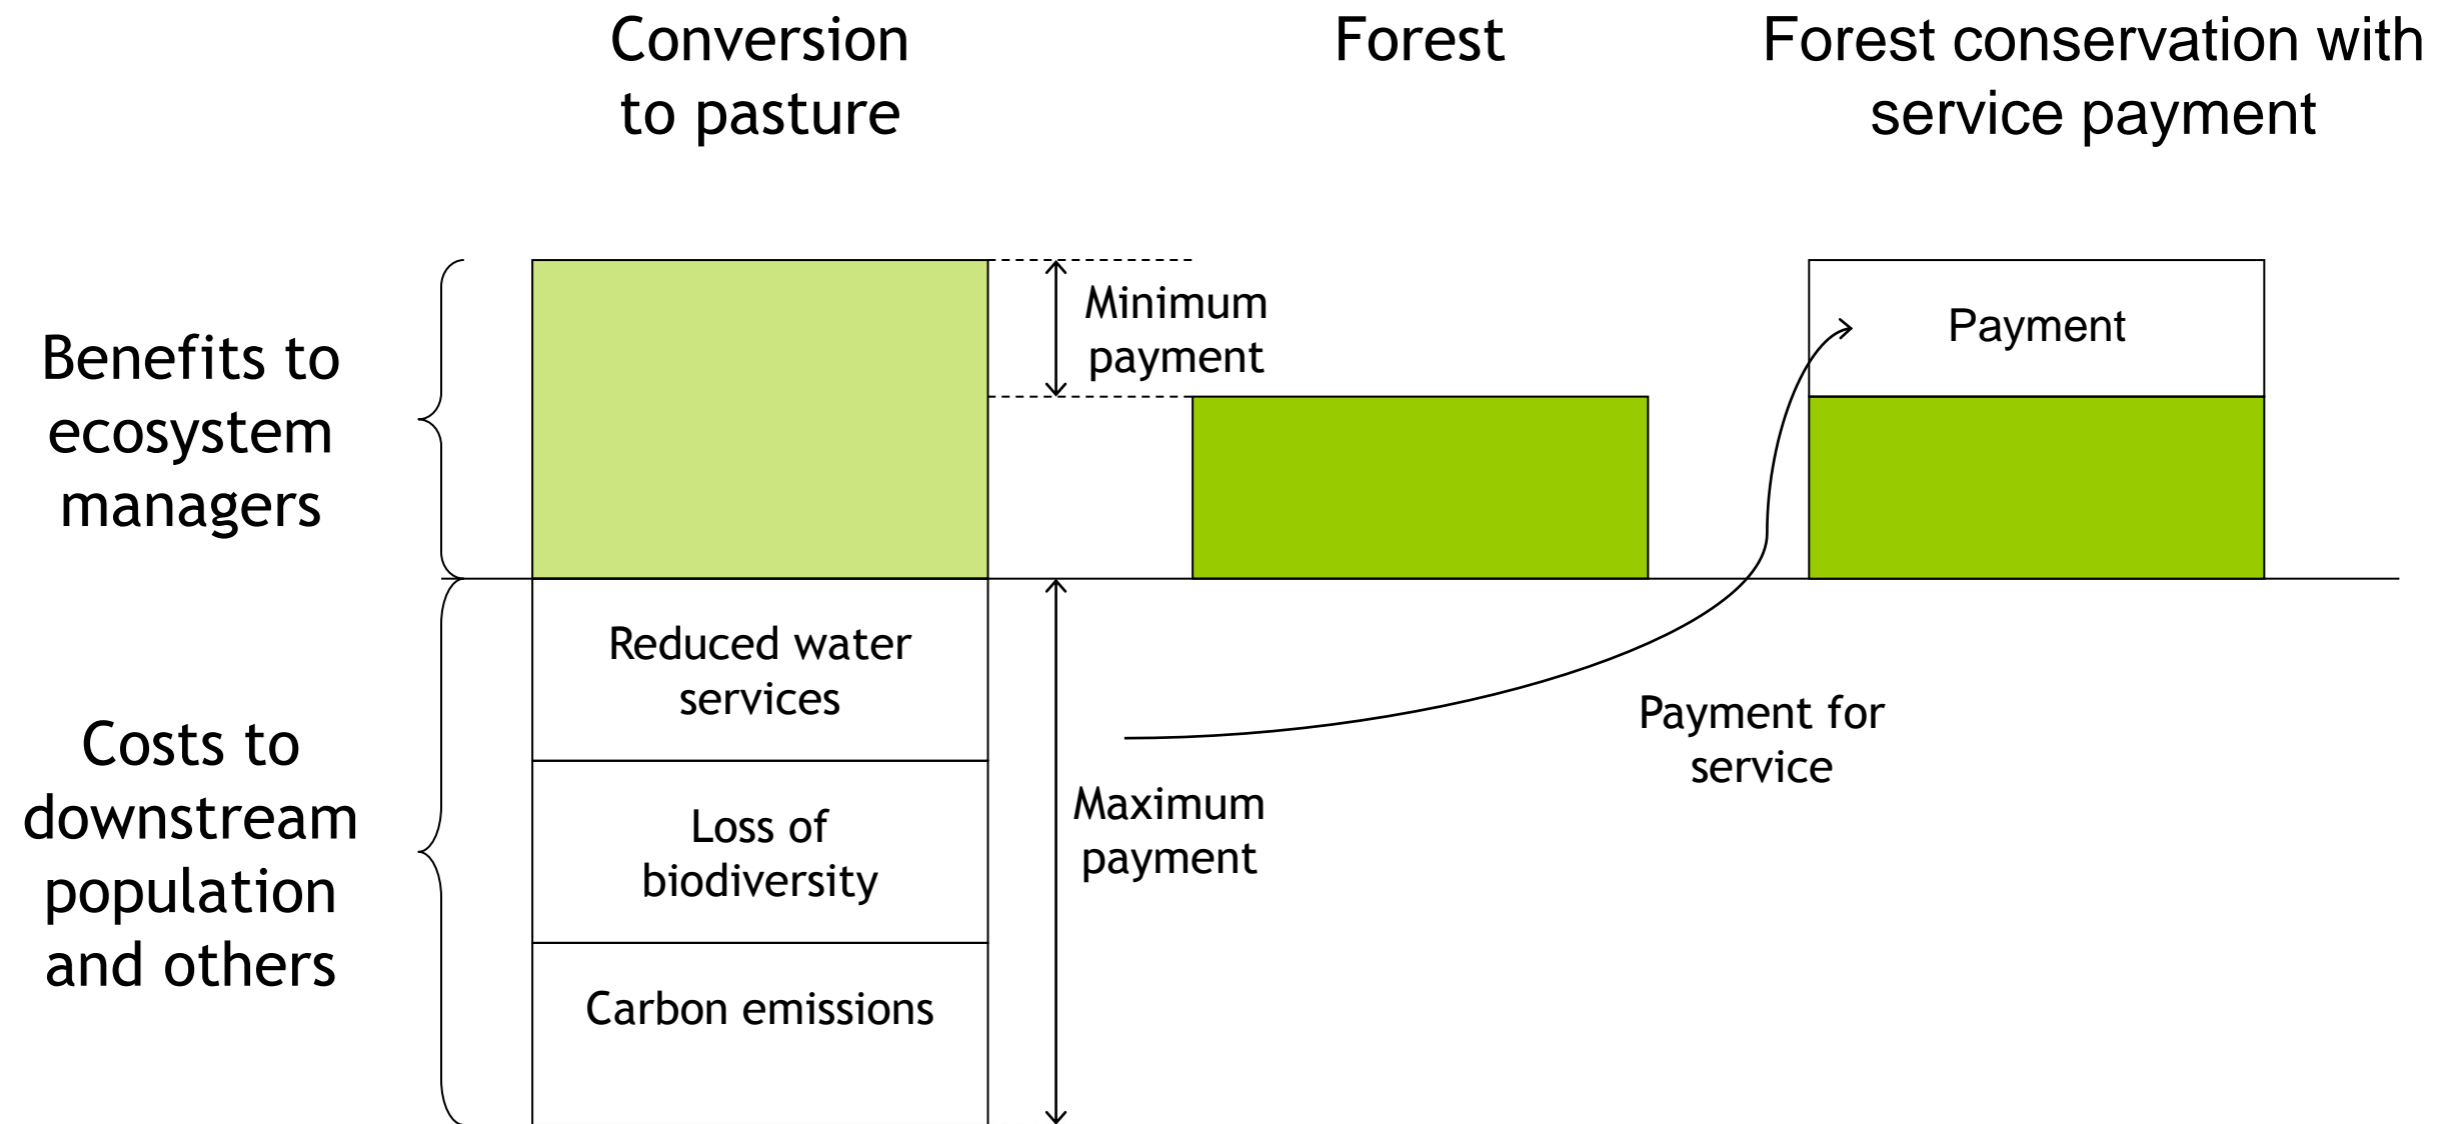 Conversion
to pasture
Forest
Forest conservation with
service payment
Benefits to
ecosystem
managers
Minimum
payment
Payment
Costs to
downstream
population
and others
Reduced water
services
Loss of
biodiversity
Carbon emissions
Maximum
payment
Payment for
service